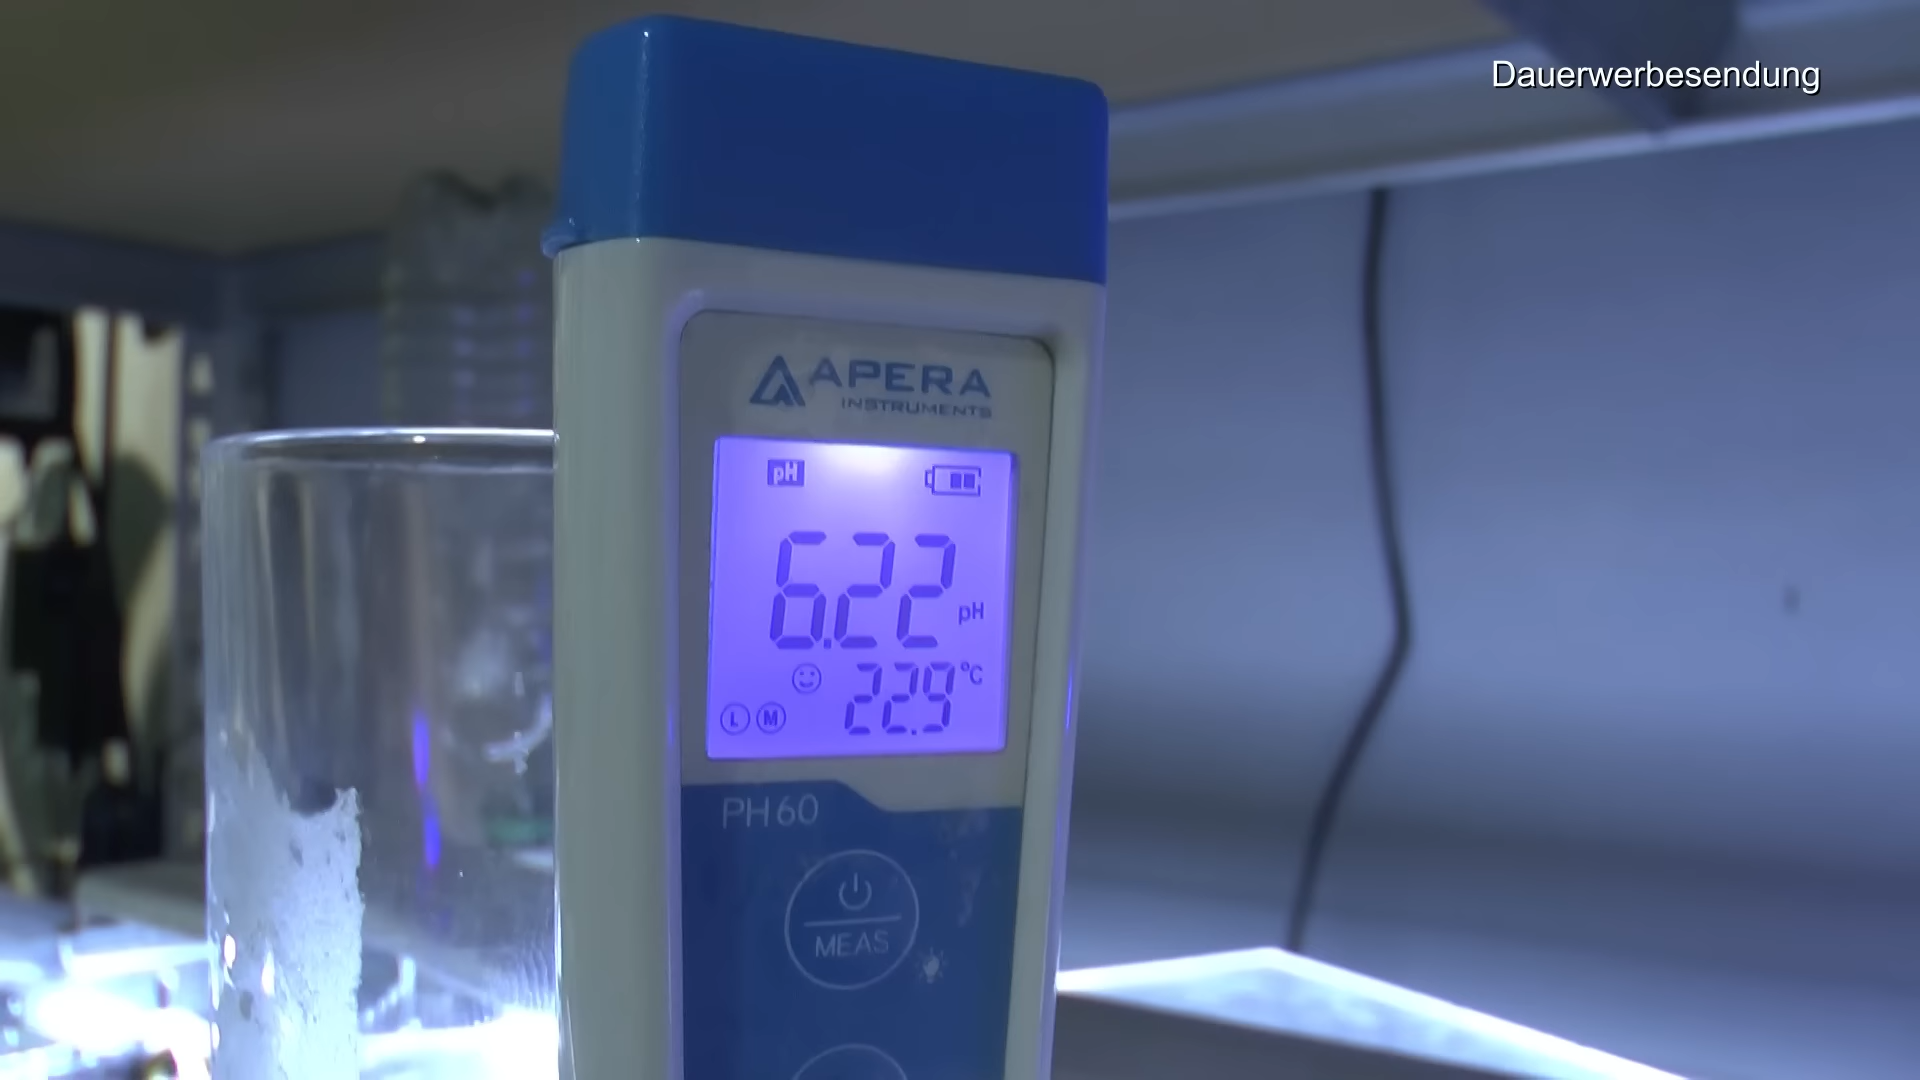 Dauerwerbesendung
APERA
INSTRUMENTS
pH
6.22 pH
22.9 °C
L M
PH60
MEAS